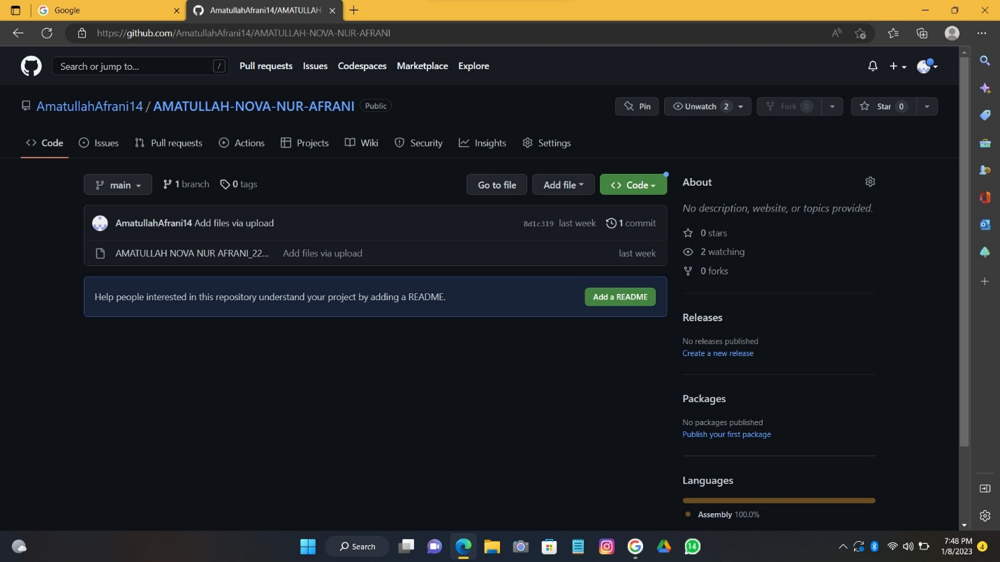 Google
AmatullahAfrani14/AMATULLAH-
https://github.com/AmatullahAfrani14/AMATULLAH-NOVA-NUR-AFRANI
Search or jump to... /
Pull requests Issues Codespaces Marketplace Explore
AmatullahAfrani14 / AMATULLAH-NOVA-NUR-AFRANI Public
Pin Unwatch 2 Fork 0 Star 0
Code Issues Pull requests Actions Projects Wiki Security Insights Settings
main 1 branch 0 tags Go to file Add file Code
AmatullahAfrani14 Add files via upload 8d1c319 last week 1 commit
AMATULLAH NOVA NUR AFRANI_22... Add files via upload last week
Help people interested in this repository understand your project by adding a README. Add a README
About
No description, website, or topics provided.
0 stars
2 watching
0 forks
Releases
No releases published
Create a new release
Packages
No packages published
Publish your first package
Languages
Assembly 100.0%
Search
14
7:48 PM
1/8/2023
4